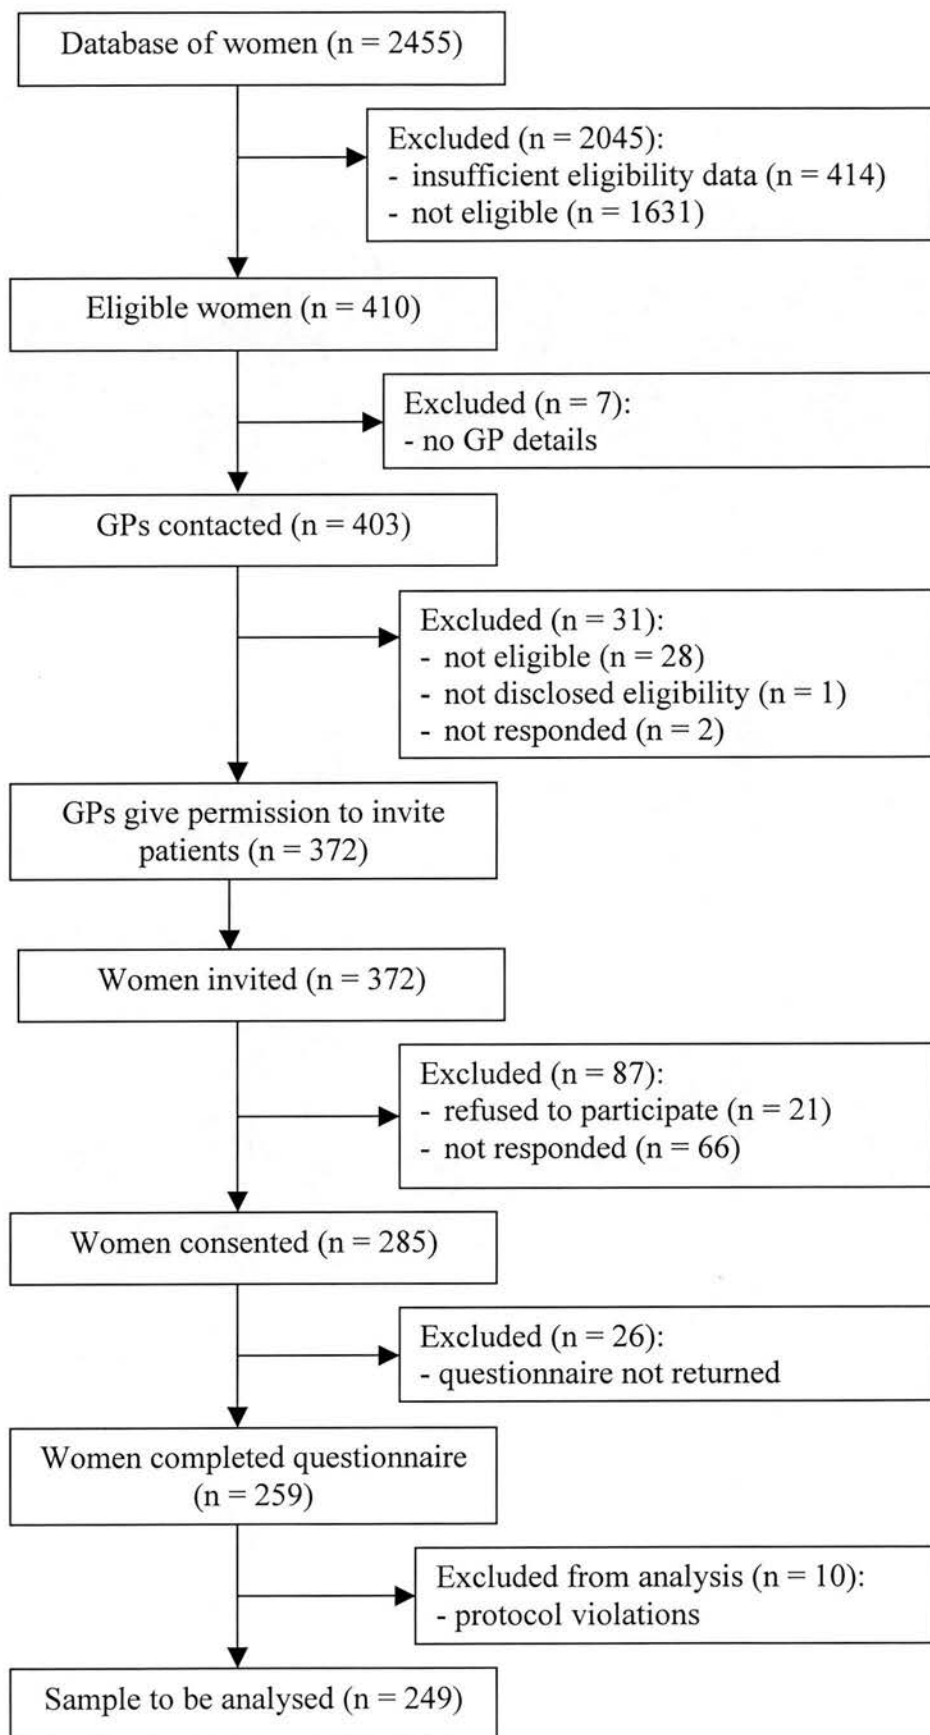 Database of women (n = 2455)
Excluded (n = 2045):
- insufficient eligibility data (n = 414)
- not eligible (n = 1631)
Eligible women (n = 410)
Excluded (n = 7):
- no GP details
GPs contacted (n = 403)
Excluded (n = 31):
- not eligible (n = 28)
- not disclosed eligibility (n = 1)
- not responded (n = 2)
GPs give permission to invite
patients (n = 372)
Women invited (n = 372)
Excluded (n = 87):
- refused to participate (n = 21)
- not responded (n = 66)
Women consented (n = 285)
Excluded (n = 26):
- questionnaire not returned
Women completed questionnaire
(n = 259)
Excluded from analysis (n = 10):
- protocol violations
Sample to be analysed (n = 249)